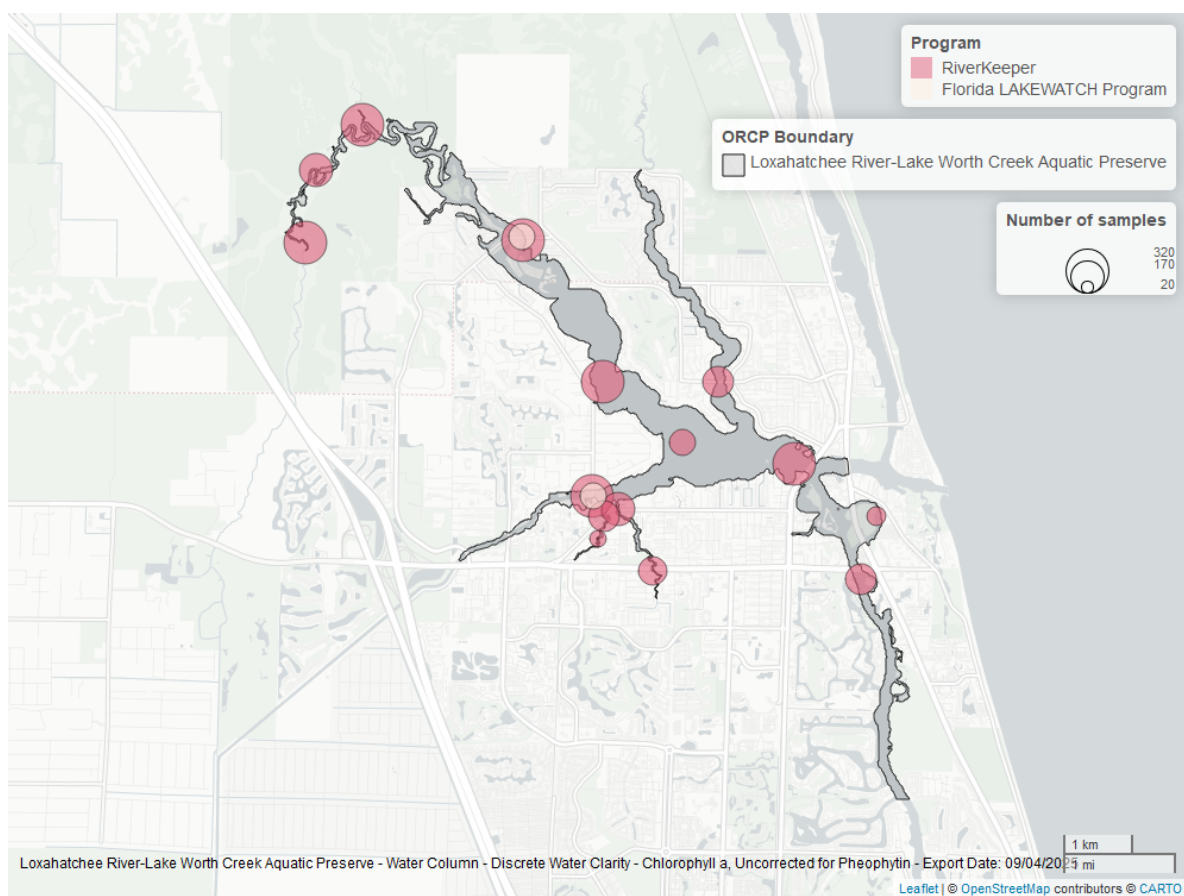 Program
RiverKeeper
Florida LAKEWATCH Program
ORCP Boundary
Loxahatchee River-Lake Worth Creek Aquatic Preserve
Number of samples
320
170
20
1 km
Loxahatchee River-Lake Worth Creek Aquatic Preserve - Water Column - Discrete Water Clarity - Chlorophyll a, Uncorrected for Pheophytin - Export Date: 09/04/2025
mi
Leaflet | © OpenStreetMap contributors © CARTO